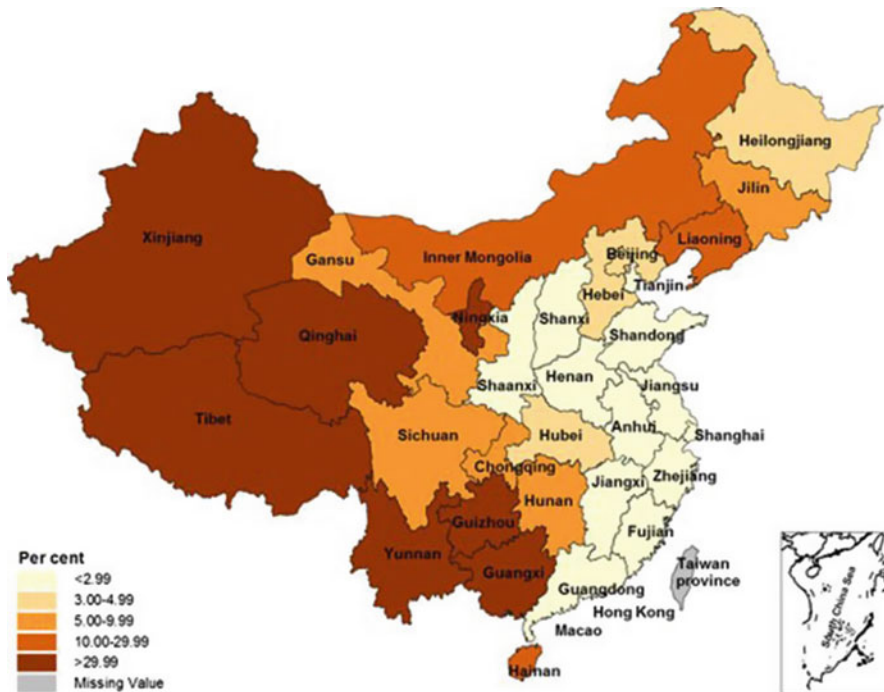 Heilongjiang
Jilin
Xinjiang
Liaoning
Gansu
Inner Mongolia
Beijing
Tianjin
Hebei
Ningxia
Shanxi
Qinghai
Shandong
Shaanxi
Henan
Jiangsu
Tibet
Anhui
Shanghai
Sichuan
Hubei
Chongqing
Zhejiang
Jiangxi
Hunan
Guizhou
Fujian
Yunnan
Guangxi
Taiwan
province
Guangdong
Hong Kong
Macao
Hainan
South China Sea
Per cent
<2.99
3.00-4.99
5.00-9.99
10.00-29.99
>29.99
Missing Value